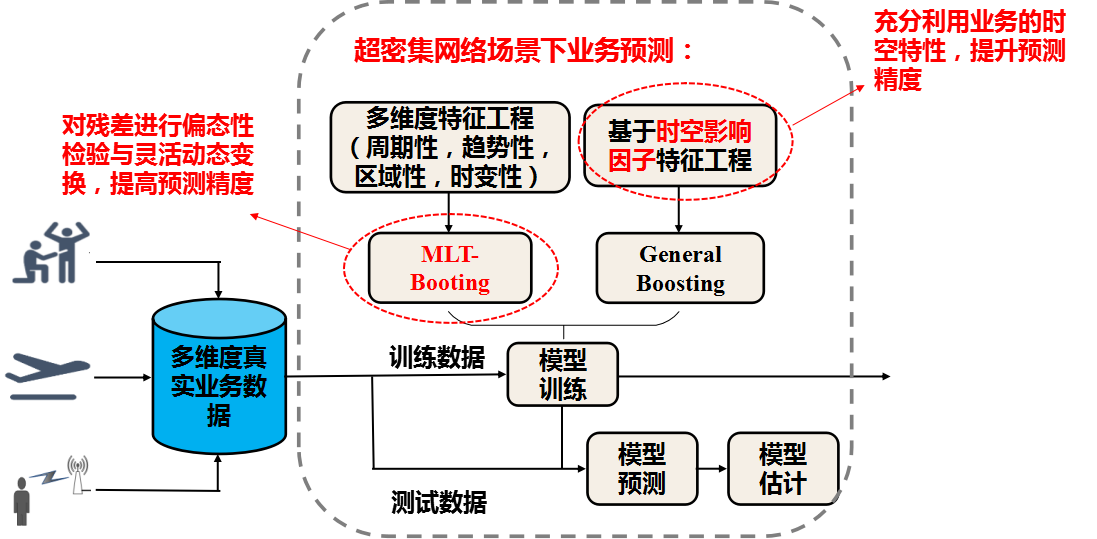 充分利用业务的时
空特性，提升预测
精度
超密集网络场景下业务预测：
对残差进行偏态性
检验与灵活动态变
换，提高预测精度
多维度特征工程
（周期性，趋势性，
区域性，时变性）
基于时空影响
因子特征工程
MLT-
Booting
General
Boosting
多维度真
实业务数
据
训练数据
模型
训练
测试数据
模型
预测
模型
估计